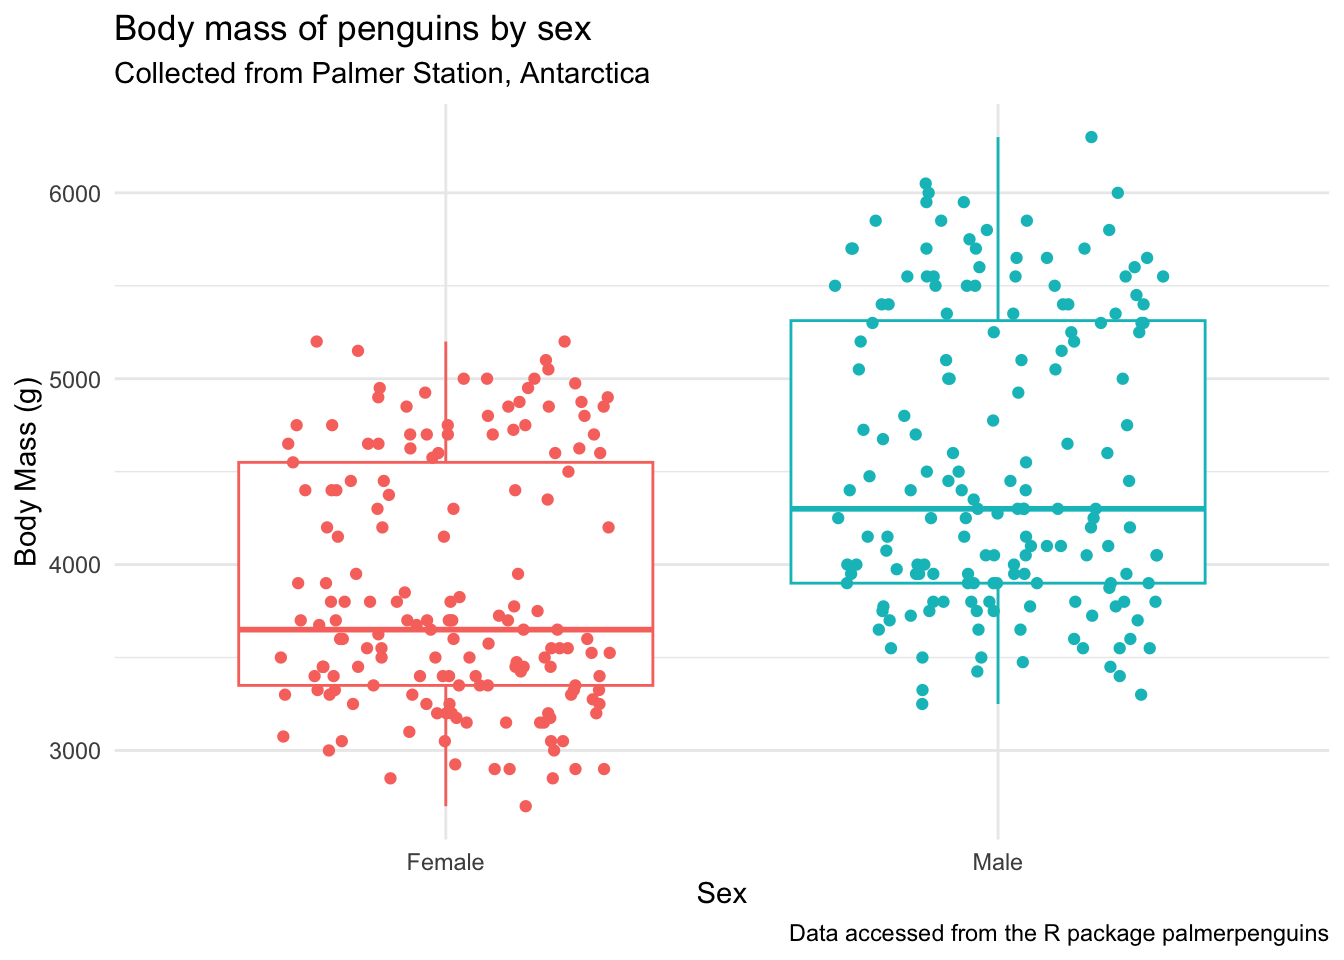 Body mass of penguins by sex
Collected from Palmer Station, Antarctica
Body Mass (g)
6000
5000
4000
3000
Female Male
Sex
Data accessed from the R package palmerpenguins